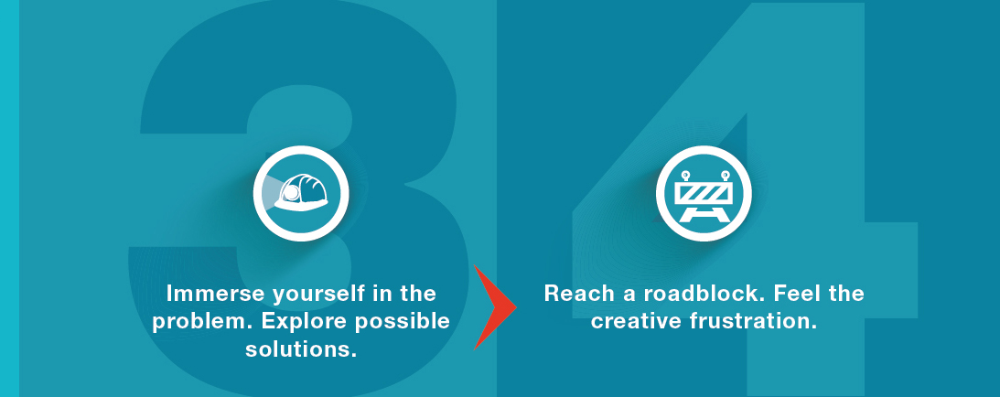 3
Immerse yourself in the
problem. Explore possible
solutions.
4
Reach a roadblock. Feel the
creative frustration.